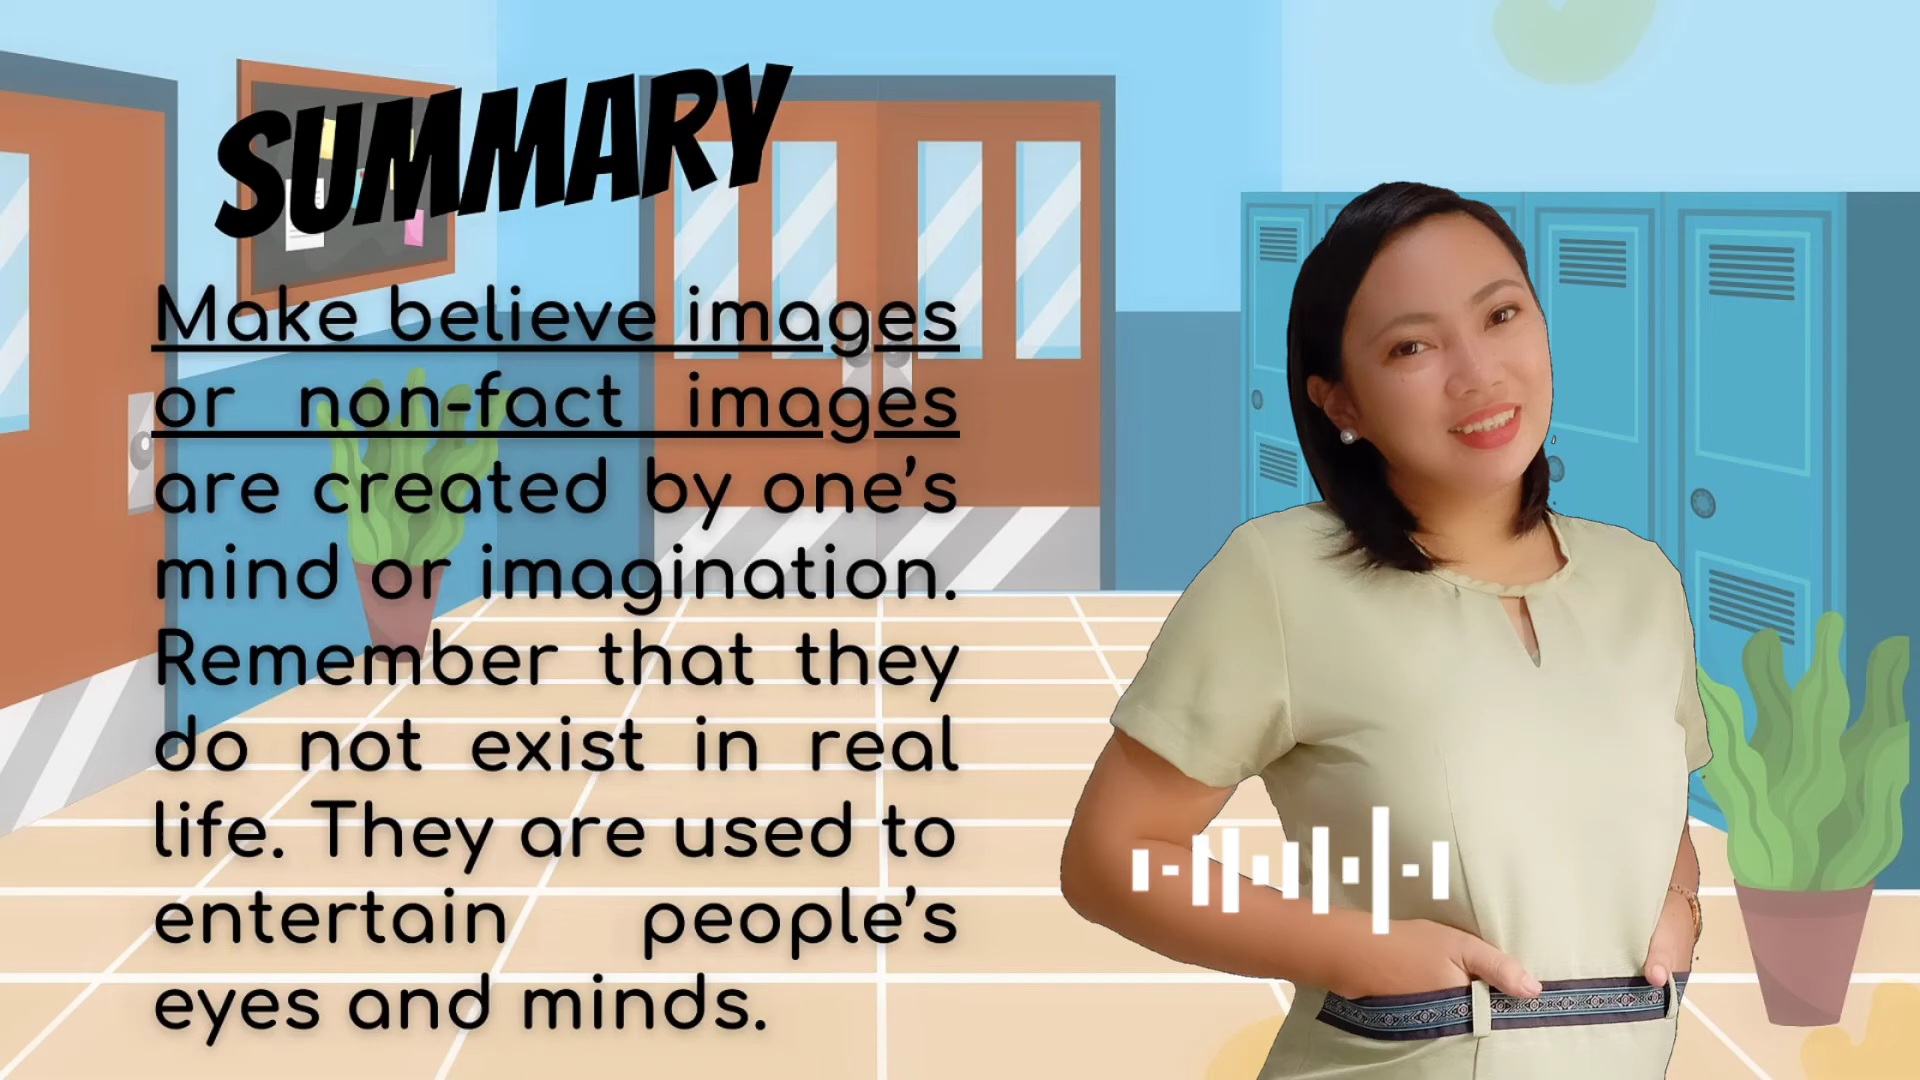 SUMMARY
Make believe images
or non-fact images
are created by one's
mind or imagination.
Remember that they
do not exist in real
life. They are used to
entertain people's
eyes and minds.